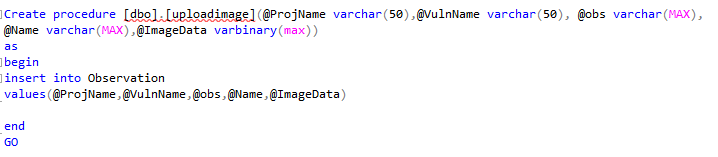 Create procedure [dbo].[uploadimage](@ProjName varchar(50),@VulnName varchar(50), @obs varchar(MAX),
@Name varchar(MAX),@ImageData varbinary(max))
as
begin
insert into Observation
values(@ProjName,@VulnName,@obs,@Name,@ImageData)
end
GO